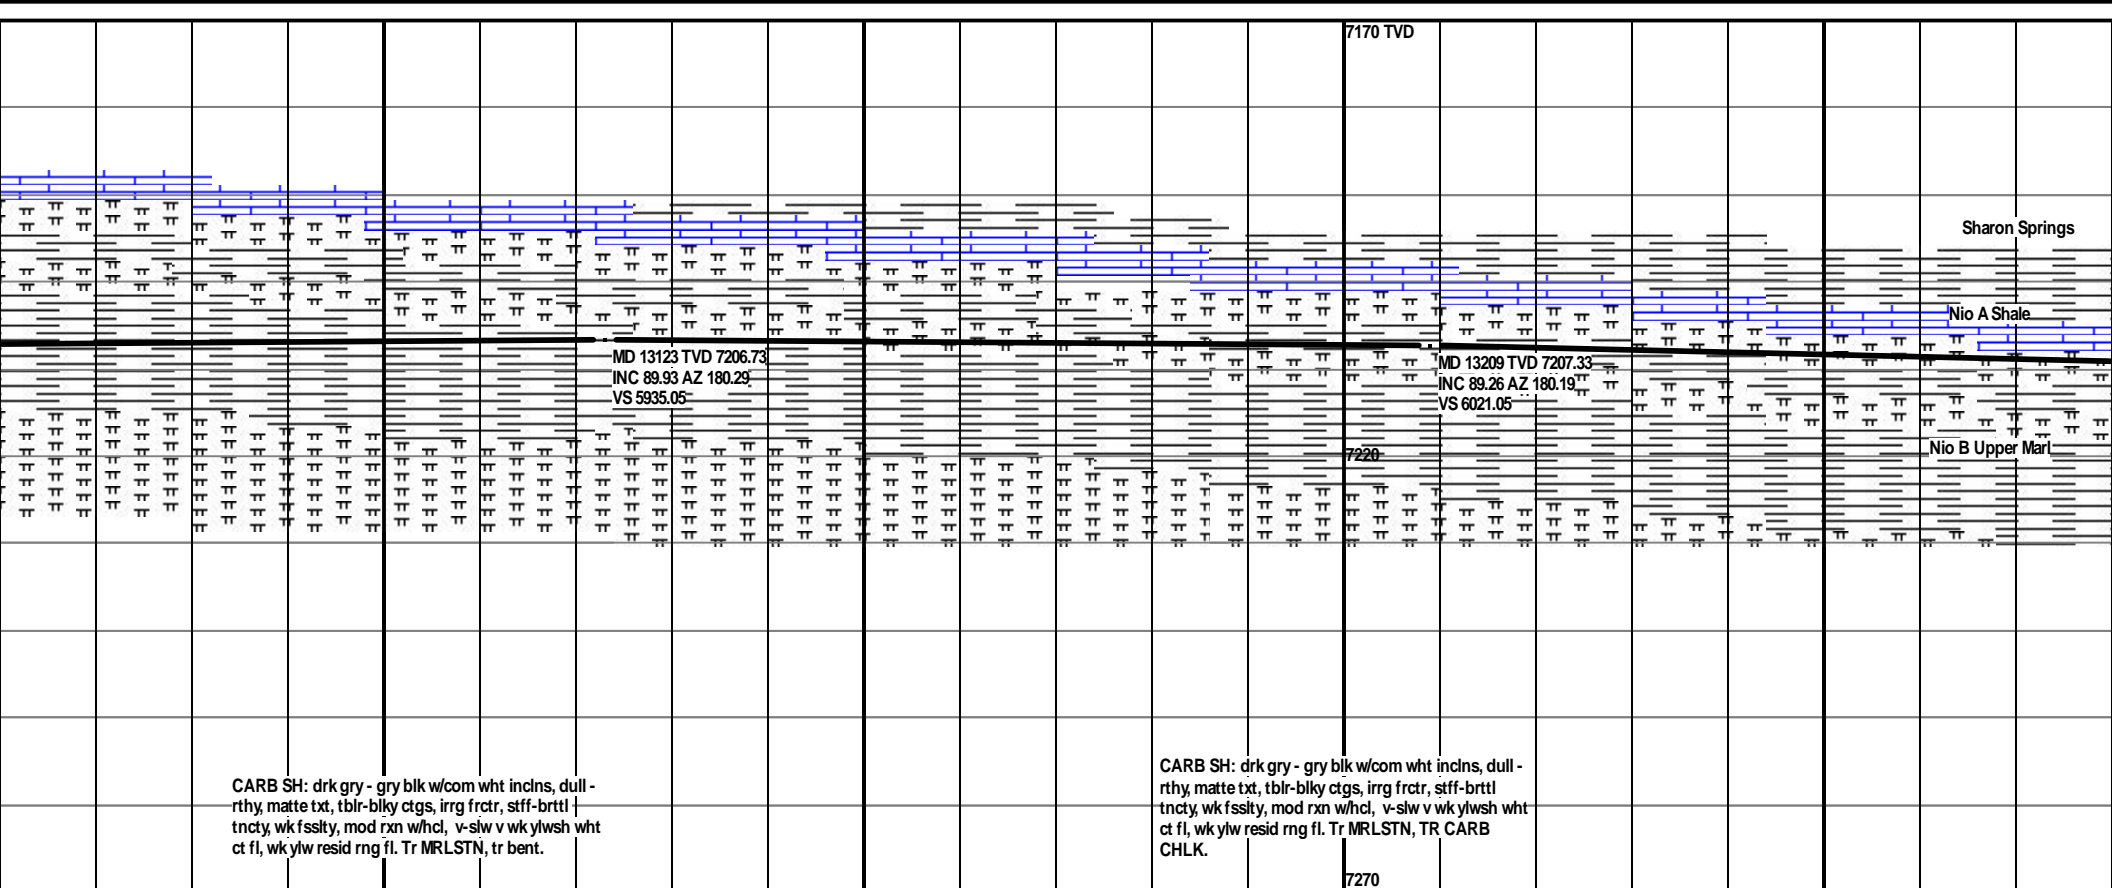 7170 TVD
Sharon Springs
Nio A Shale
MD 13123 TVD 7206.73
INC 89.93 AZ 180.29
VS 5935.05
MD 13209 TVD 7207.33
INC 89.26 AZ 180.19
VS 6021.05
7220
Nio B Upper Marl
CARB SH: drk gry - gry blk w/com wht inclns, dull -
rthy, matte txt, tblr-blky ctgs, irrg frctr, stff-brttl
tncty, wk fsslty, mod rxn w/hcl, v-slw v wk ylwsh wht
ct fl, wk ylw resid rng fl. Tr MRLSTN, tr bent.
CARB SH: drk gry - gry blk w/com wht inclns, dull -
rthy, matte txt, tblr-blky ctgs, irrg frctr, stff-brttl
tncty, wk fsslty, mod rxn w/hcl, v-slw v wk ylwsh wht
ct fl, wk ylw resid rng fl. Tr MRLSTN, TR CARB
CHLK.
7270